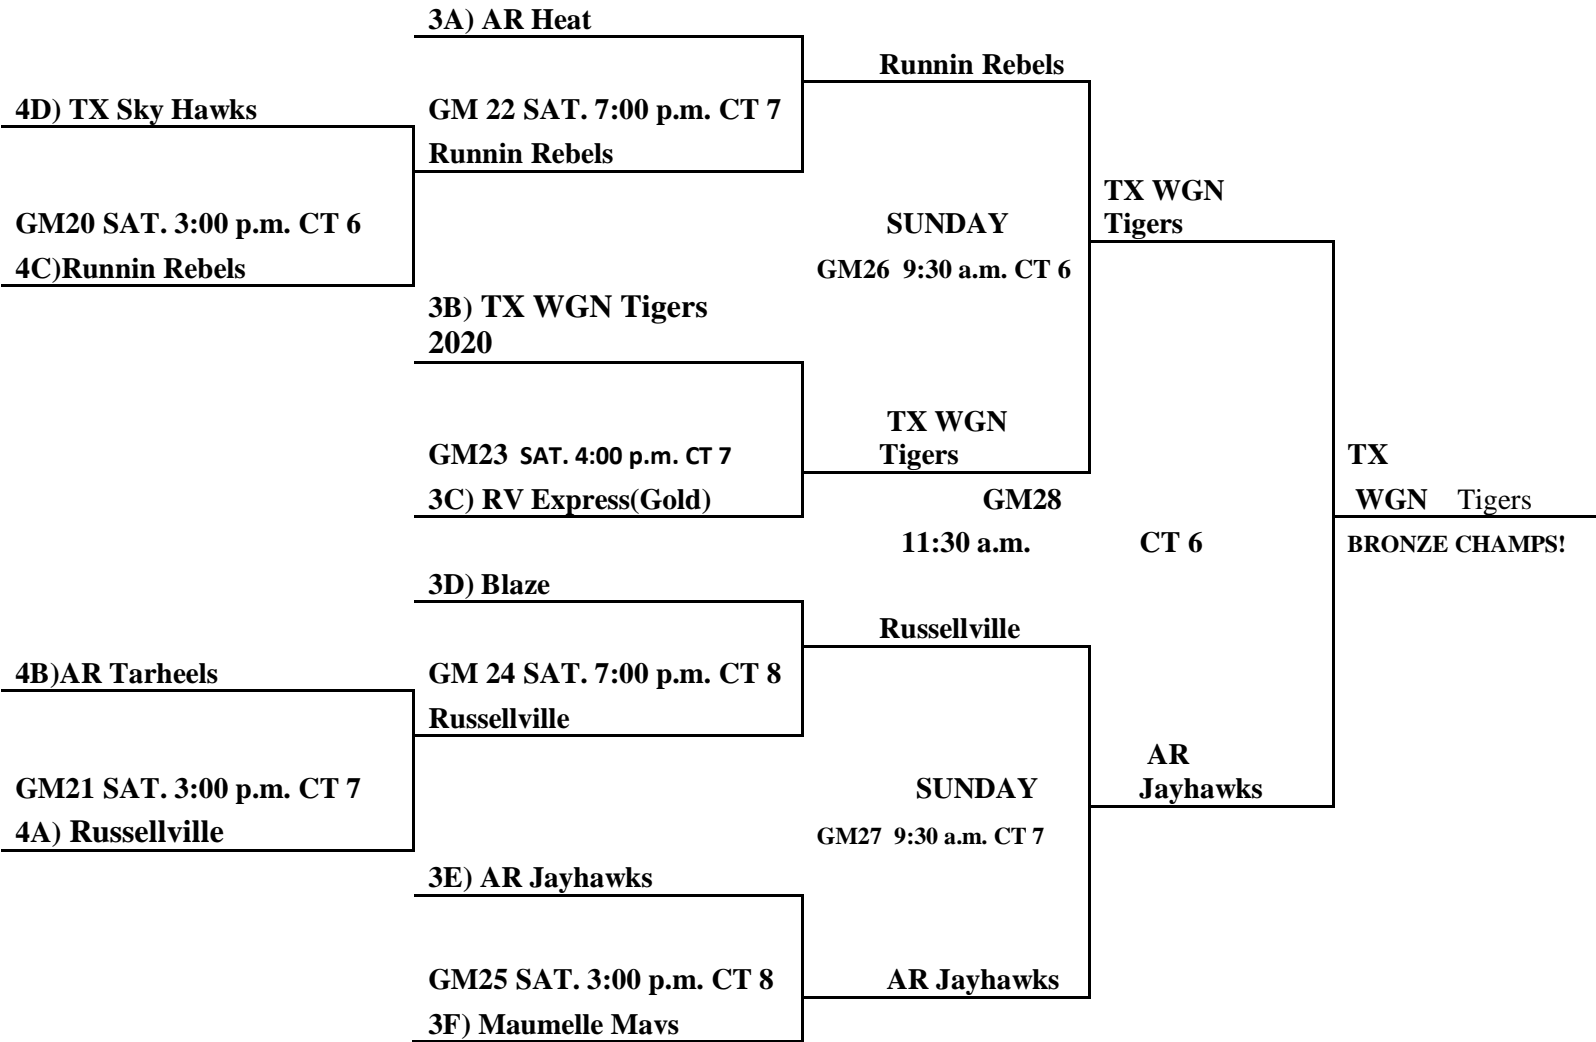 3A) AR Heat
Runnin Rebels
4D) TX Sky Hawks
GM 22 SAT. 7:00 p.m. CT 7
Runnin Rebels
TX WGN
Tigers
GM20 SAT. 3:00 p.m. CT 6
SUNDAY
4C)Runnin Rebels
GM26 9:30 a.m. CT 6
3B) TX WGN Tigers
2020
TX WGN
Tigers
GM23 SAT. 4:00 p.m. CT 7
TX
3C) RV Express(Gold)
GM28
WGN Tigers
11:30 a.m.
CT 6
BRONZE CHAMPS!
3D) Blaze
Russellville
4B)AR Tarheels
GM 24 SAT. 7:00 p.m. CT 8
Russellville
AR
Jayhawks
GM21 SAT. 3:00 p.m. CT 7
SUNDAY
4A) Russellville
GM27 9:30 a.m. CT 7
3E) AR Jayhawks
GM25 SAT. 3:00 p.m. CT 8
AR Jayhawks
3F) Maumelle Mavs